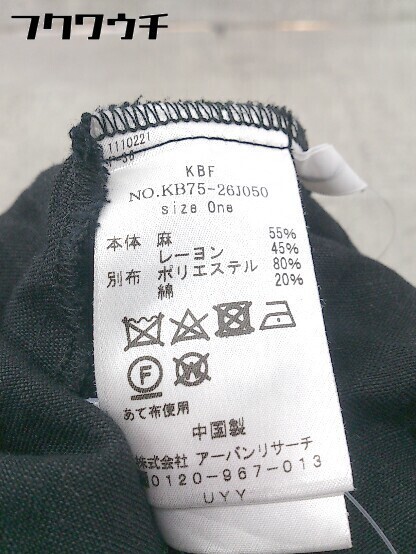 フクワウチ
1110221
KBF
NO.KB75-26J050
size One
本体 麻 55%
レーヨン 45%
別布 ポリエステル 80%
綿 20%
F
W
あて布使用
中国製
株式会社 アーバンリサーチ
0120-967-013
UYY